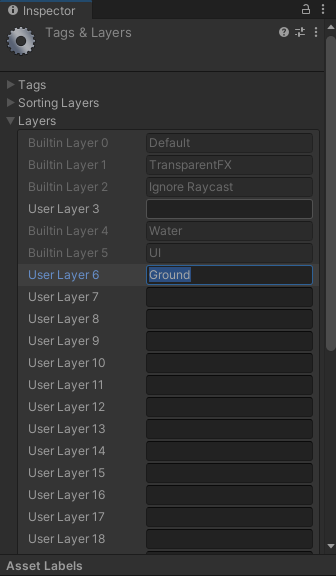 Inspector
Tags & Layers
Tags
Sorting Layers
Layers
Builtin Layer 0 Default
Builtin Layer 1 TransparentFX
Builtin Layer 2 Ignore Raycast
User Layer 3
Builtin Layer 4 Water
Builtin Layer 5 UI
User Layer 6 Ground
User Layer 7
User Layer 8
User Layer 9
User Layer 10
User Layer 11
User Layer 12
User Layer 13
User Layer 14
User Layer 15
User Layer 16
User Layer 17
User Layer 18
Asset Labels